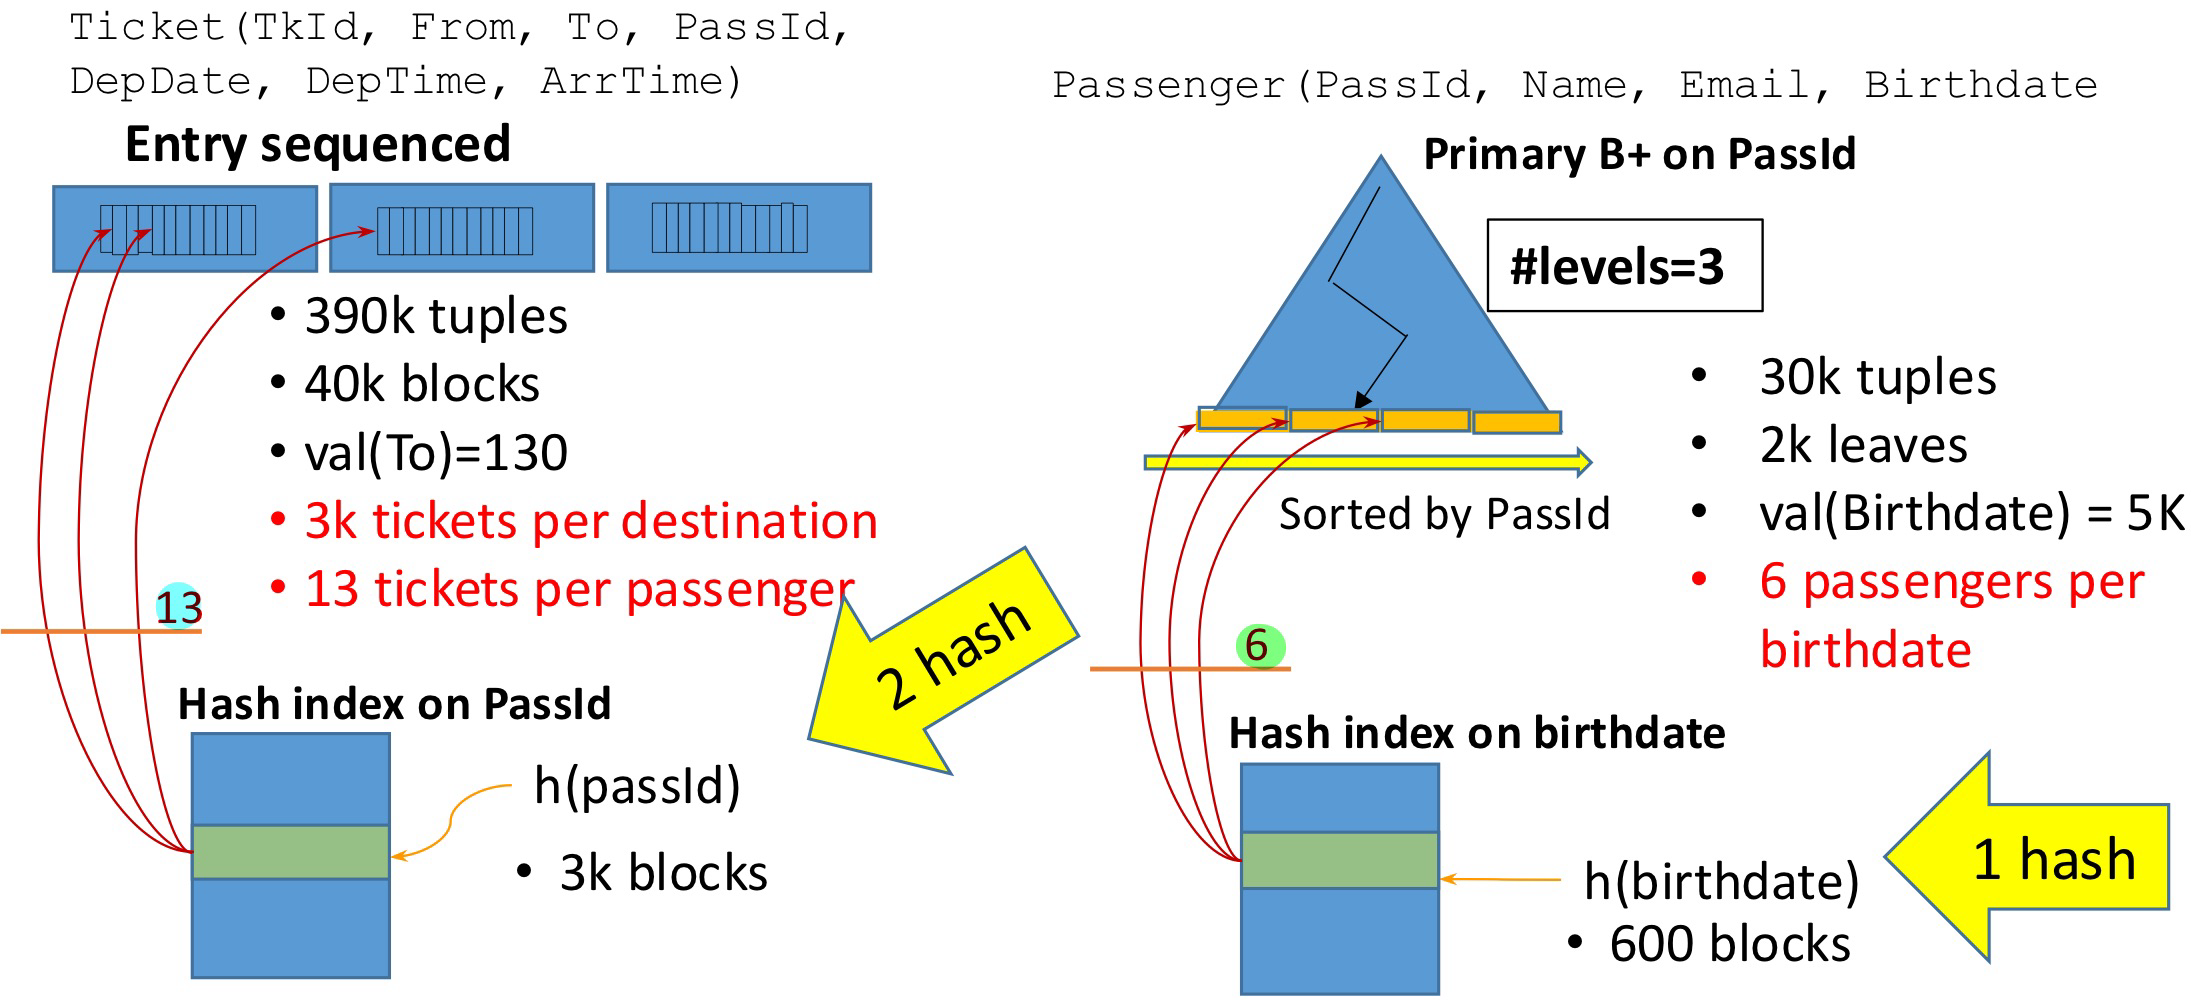 Ticket(TkId, From, To, PassId,
DepDate, DepTime, ArrTime)
Entry sequenced
• 390k tuples
• 40k blocks
• val(To)=130
• 3k tickets per destination
• 13 tickets per passenger
13
Hash index on PassId
h(passId)
• 3k blocks
2 hash
Passenger(PassId, Name, Email, Birthdate
Primary B+ on PassId
#levels=3
• 30k tuples
• 2k leaves
• val(Birthdate) = 5K
• 6 passengers per
birthdate
Sorted by PassId
6
Hash index on birthdate
h(birthdate)
• 600 blocks
1 hash